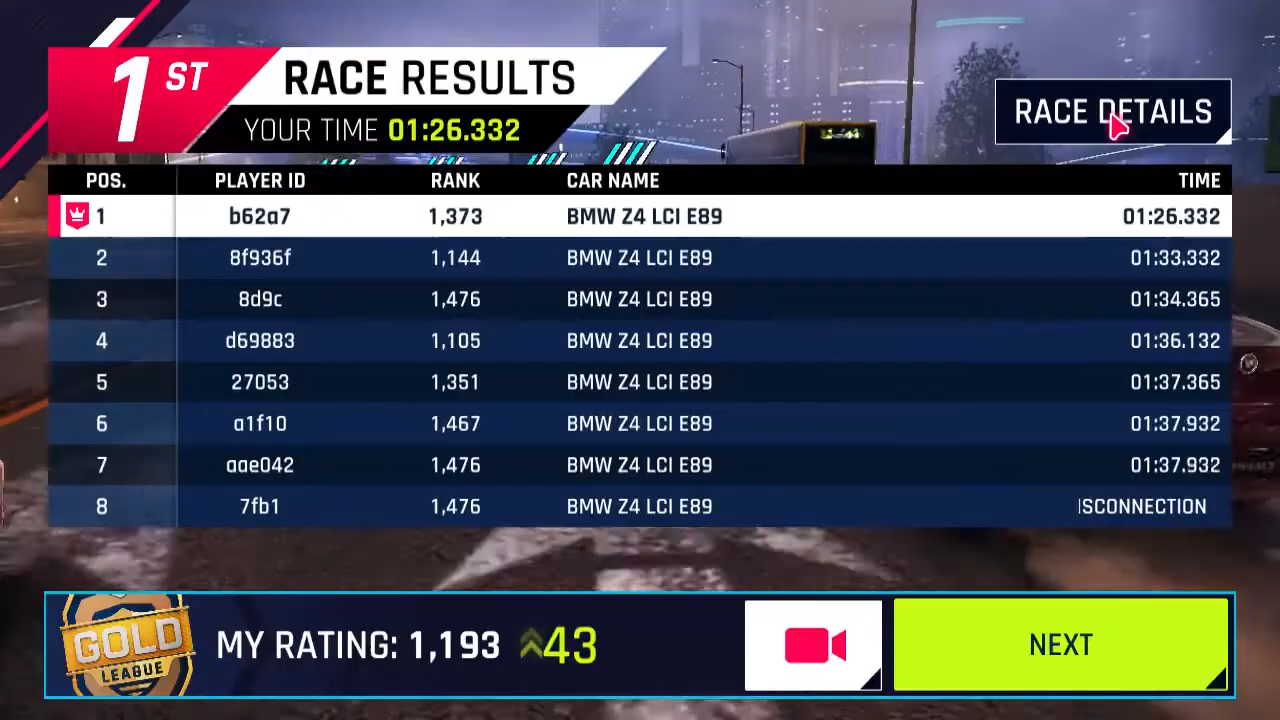 1 ST
RACE RESULTS
YOUR TIME 01:26.332
RACE DETAILS
POS. PLAYER ID RANK CAR NAME TIME
1 b62a7 1,373 BMW Z4 LCI E89 01:26.332
2 8f936f 1,144 BMW Z4 LCI E89 01:33.332
3 8d9c 1,476 BMW Z4 LCI E89 01:34.365
4 d69883 1,105 BMW Z4 LCI E89 01:36.132
5 27053 1,351 BMW Z4 LCI E89 01:37.365
6 a1f10 1,467 BMW Z4 LCI E89 01:37.932
7 aae042 1,476 BMW Z4 LCI E89 01:37.932
8 7fb1 1,476 BMW Z4 LCI E89 ISCONNECTION
GOLD
LEAGUE
MY RATING: 1,193 43
NEXT